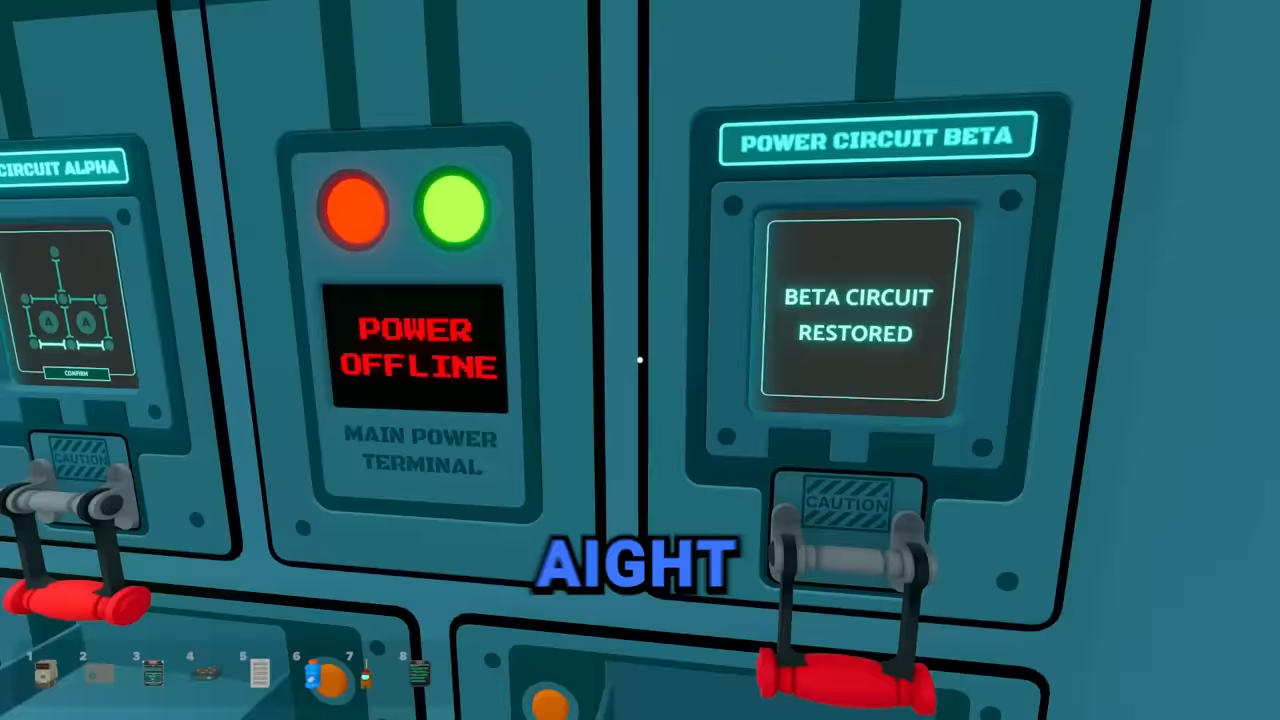 CIRCUIT ALPHA
A A
CONFIRM
CAUTION
POWER
OFFLINE
MAIN POWER
TERMINAL
POWER CIRCUIT BETA
BETA CIRCUIT
RESTORED
CAUTION
AIGHT
1 2 3 4 5 6 7 8